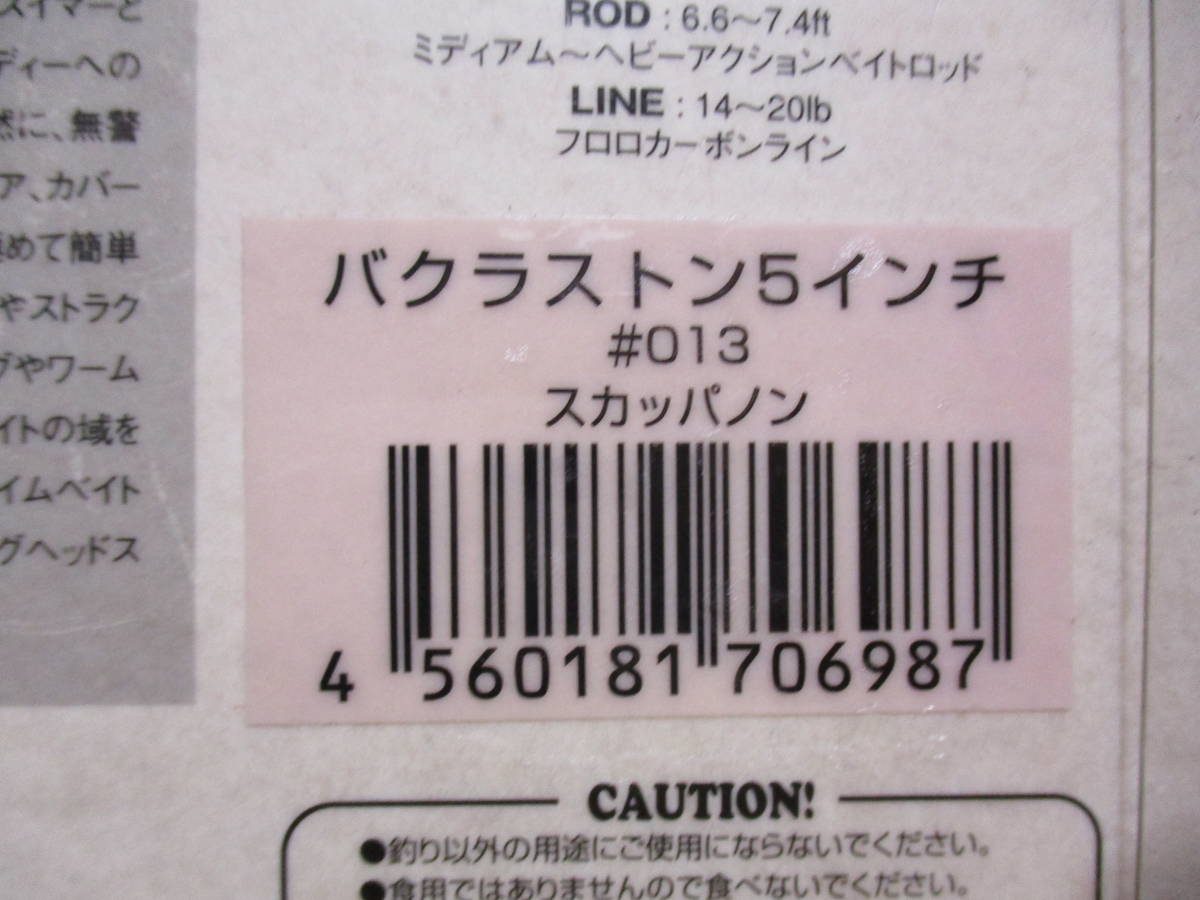 スイマーと
ディーへの
然に、無警
ア、カバー
めて簡単
やストラク
グやワーム
イトの域を
イムベイト
グヘッドス
ROD : 6.6～7.4ft
ミディアム～ヘビーアクションベイトロッド
LINE : 14～20lb
フロロカーボンライン
バクラストン5インチ
#013
スカッパノン
4 560181 706987
CAUTION!
●釣り以外の用途にご使用にならないでください。
●食用ではありませんので食べないでください。